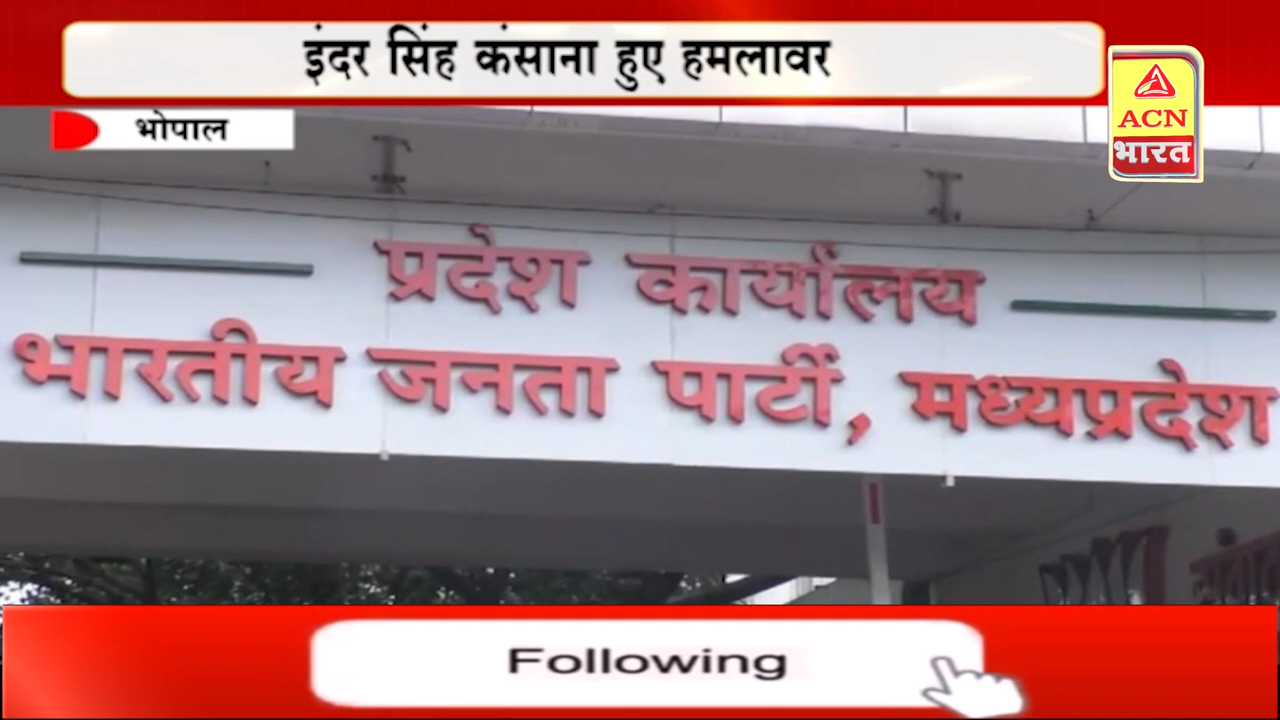 इंदर सिंह कंसाना हुए हमलावर
ACN
भारत
भोपाल
प्रदेश कार्यालय
भारतीय जनता पार्टी, मध्यप्रदेश
Following